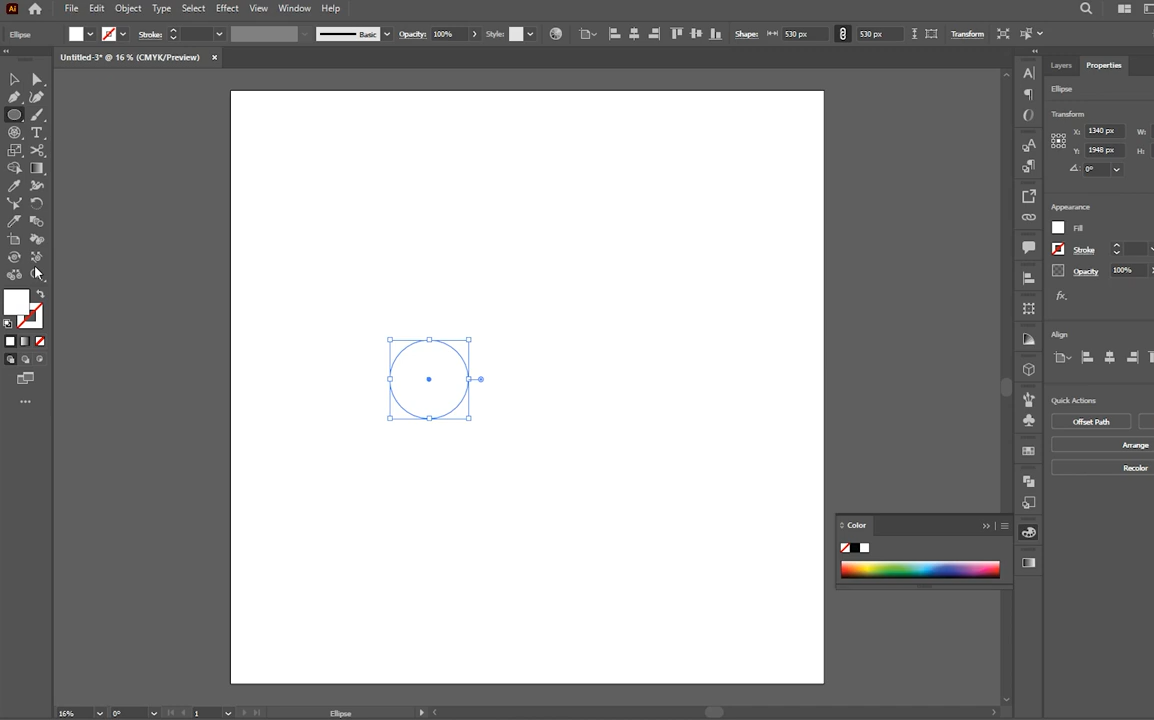 Ai File Edit Object Type Select Effect View Window Help
Ellipse Stroke: Basic Opacity: 100% Style: Shape: 530 px 530 px Transform
Untitled-3* @ 16 % (CMYK/Preview) ×
Layers Properties
Ellipse
Transform
X: 1340 px W:
Y: 1948 px H:
0°
Appearance
Fill
Stroke
Opacity 100%
fx.
Align
Quick Actions
Offset Path
Arrange
Recolor
Color
16% 0° 1 Ellipse